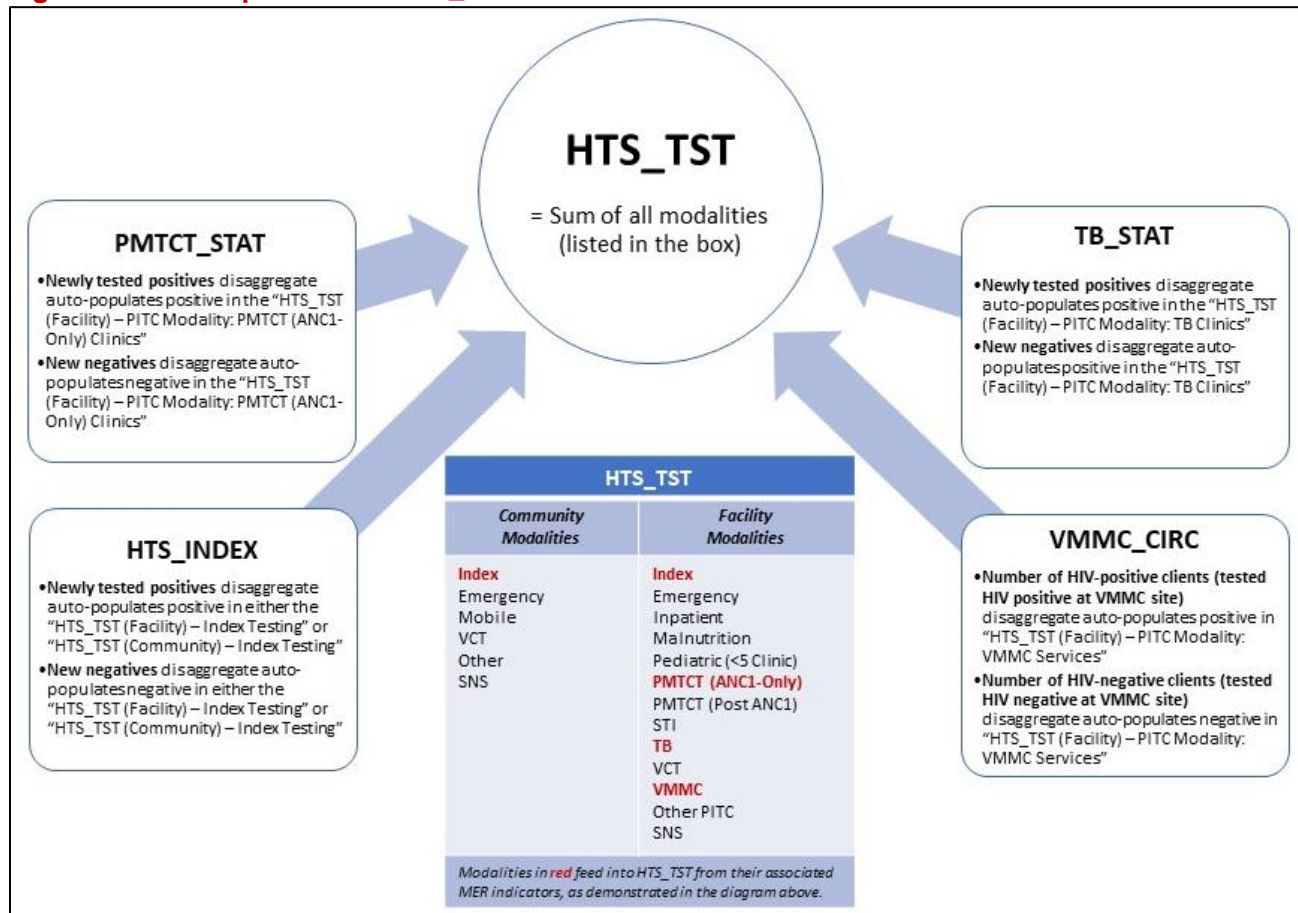 HTS_TST
= Sum of all modalities
(listed in the box)
PMTCT_STAT
•Newly tested positives disaggregate
auto-populates positive in the “HTS_TST
(Facility) – PITC Modality: PMTCT (ANC1-
Only) Clinics”
•New negatives disaggregate auto-
populates negative in the “HTS_TST
(Facility) – PITC Modality: PMTCT (ANC1-
Only) Clinics”
TB_STAT
•Newly tested positives disaggregate
auto-populates positive in the “HTS_TST
(Facility) – PITC Modality: TB Clinics”
•New negatives disaggregate auto-
populates positive in the “HTS_TST
(Facility) – PITC Modality: TB Clinics”
HTS_INDEX
•Newly tested positives disaggregate
auto-populates positive in either the
“HTS_TST (Facility) – Index Testing” or
“HTS_TST (Community) – Index Testing”
•New negatives disaggregate auto-
populates negative in either the
“HTS_TST (Facility) – Index Testing” or
“HTS_TST (Community) – Index Testing”
HTS_TST
Community
Modalities
Index
Emergency
Mobile
VCT
Other
SNS
Facility
Modalities
Index
Emergency
Inpatient
Malnutrition
Pediatric (<5 Clinic)
PMTCT (ANC1-Only)
PMTCT (Post ANC1)
STI
TB
VCT
VMMC
Other PITC
SNS
Modalities in red feed into HTS_TST from their associated
MER indicators, as demonstrated in the diagram above.
VMMC_CIRC
•Number of HIV-positive clients (tested
HIV positive at VMMC site)
disaggregate auto-populates positive in
“HTS_TST (Facility) – PITC Modality:
VMMC Services”
•Number of HIV-negative clients (tested
HIV negative at VMMC site)
disaggregate auto-populates negative in
“HTS_TST (Facility) – PITC Modality:
VMMC Services”